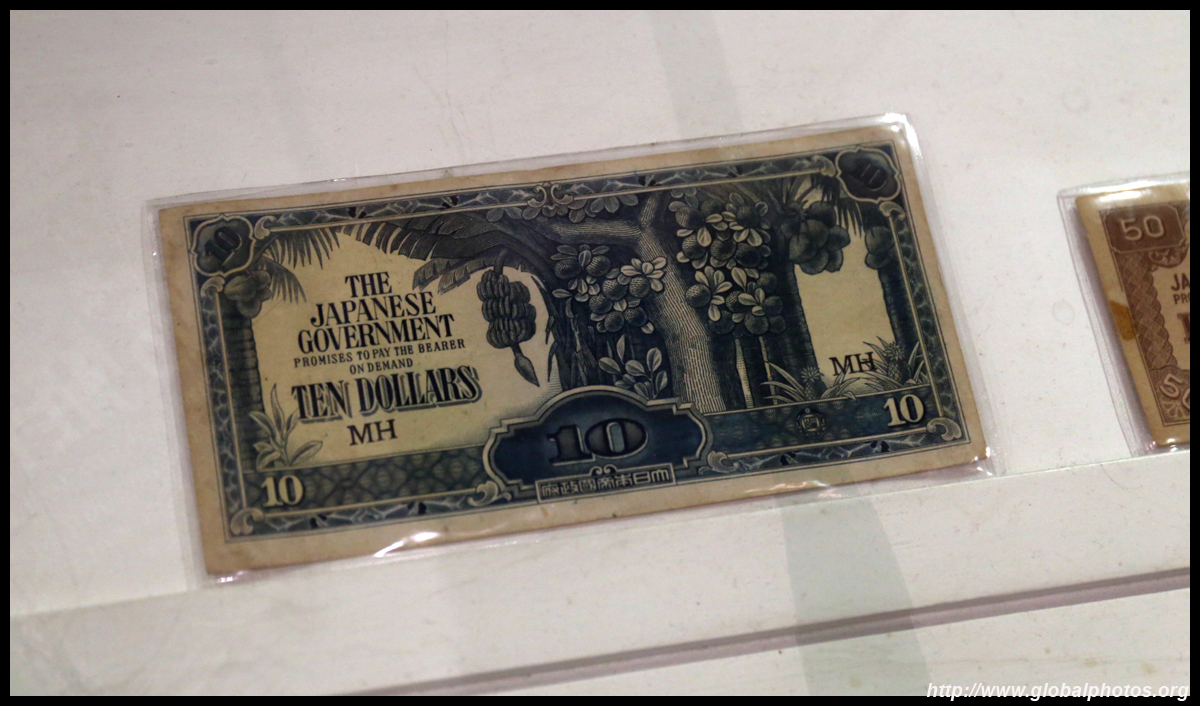 10
10
THE
JAPANESE
GOVERNMENT
PROMISES TO PAY THE BEARER
ON DEMAND
TEN DOLLARS
MH
MH
10
10
10
府政國帝本日大
50
http://www.globalphotos.org